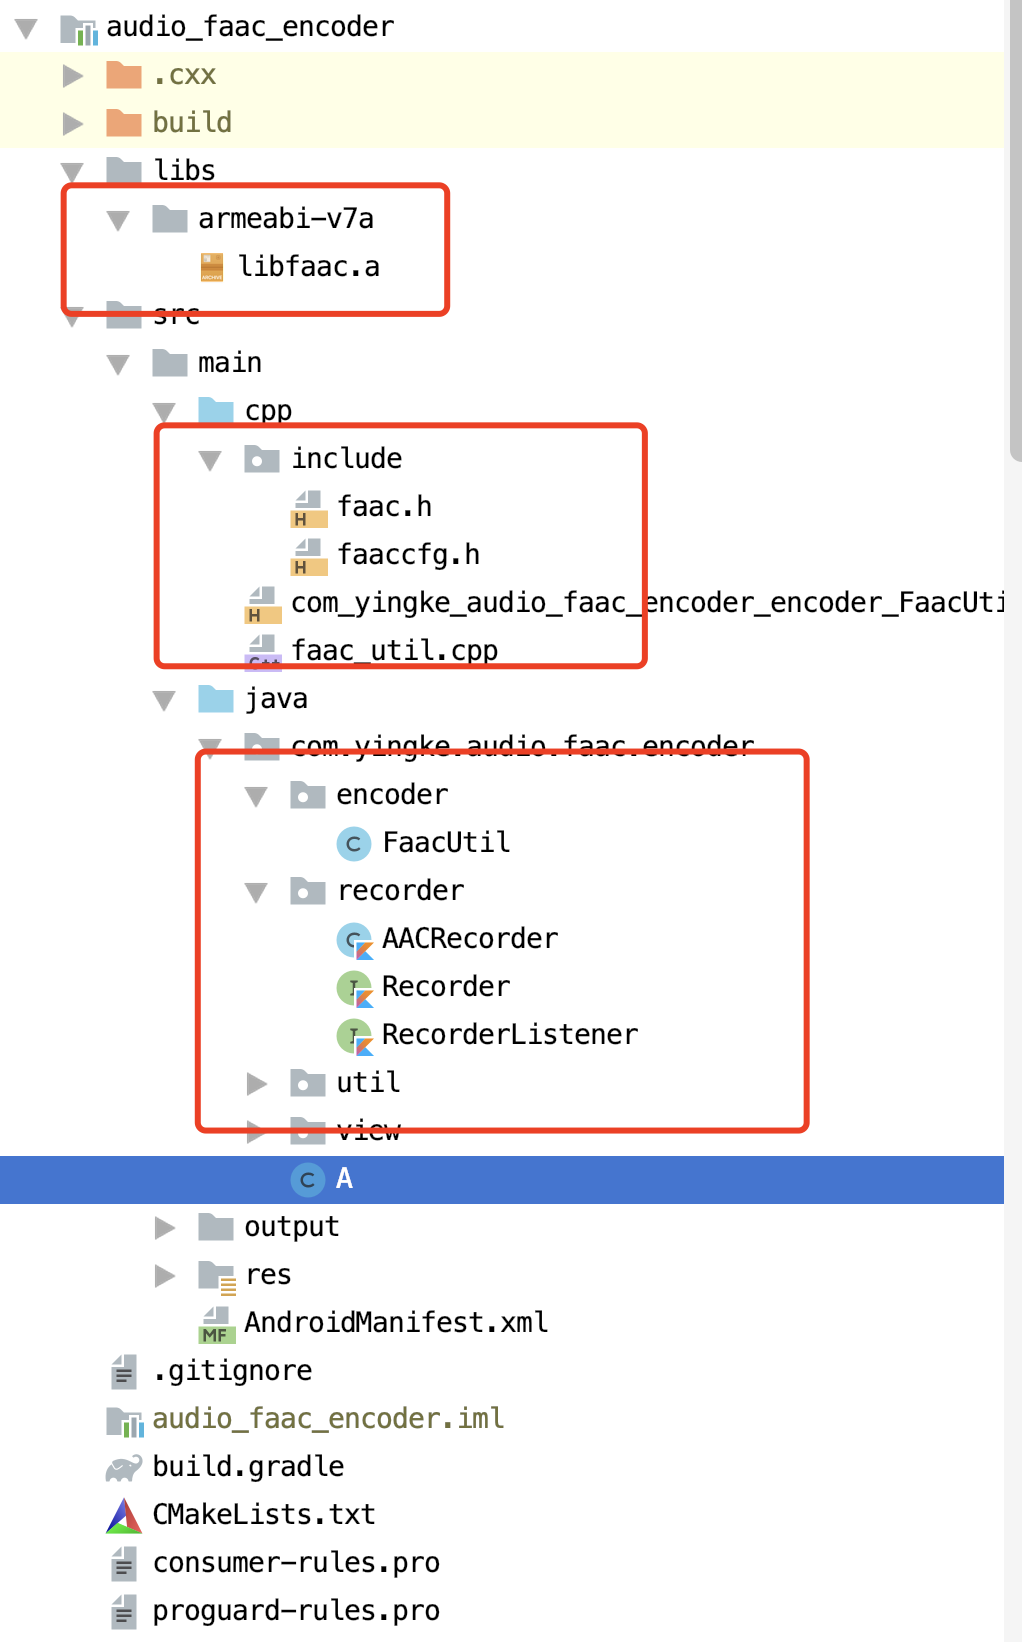 audio_faac_encoder
.cxx
build
libs
armeabi-v7a
libfaac.a
src
main
cpp
include
faac.h
faaccfg.h
com_yingke_audio_faac_encoder_encoder_FaacUti
faac_util.cpp
java
com.yingke.audio.faac.encoder
encoder
FaacUtil
recorder
AACRecorder
Recorder
RecorderListener
util
view
A
output
res
AndroidManifest.xml
.gitignore
audio_faac_encoder.iml
build.gradle
CMakeLists.txt
consumer-rules.pro
proguard-rules.pro